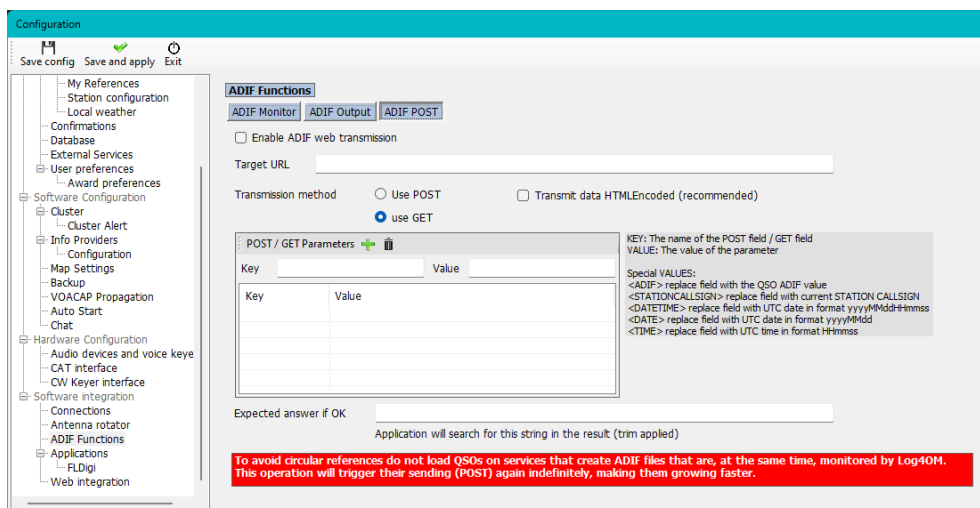 Configuration
Save config Save and apply Exit
My References
Station configuration
Local weather
Confirmations
Database
External Services
User preferences
Award preferences
Software Configuration
Cluster
Cluster Alert
Info Providers
Configuration
Map Settings
Backup
VOACAP Propagation
Auto Start
Chat
Hardware Configuration
Audio devices and voice keye
CAT interface
CW Keyer interface
Software integration
Connections
Antenna rotator
ADIF Functions
Applications
FLDigi
Web integration
ADIF Functions
ADIF Monitor ADIF Output ADIF POST
Enable ADIF web transmission
Target URL
Transmission method Use POST Transmit data HTMLEncoded (recommended)
use GET
POST / GET Parameters
Key Value
Key Value
KEY: The name of the POST field / GET field
VALUE: The value of the parameter
Special VALUES:
<ADIF> replace field with the QSO ADIF value
<STATIONCALLSIGN> replace field with current STATION CALLSIGN
<DATETIME> replace field with UTC date in format yyyyMMddHHmmss
<DATE> replace field with UTC date in format yyyyMMdd
<TIME> replace field with UTC time in format HHmmss
Expected answer if OK
Application will search for this string in the result (trim applied)
To avoid circular references do not load QSOs on services that create ADIF files that are, at the same time, monitored by Log4OM.
This operation will trigger their sending (POST) again indefinitely, making them growing faster.